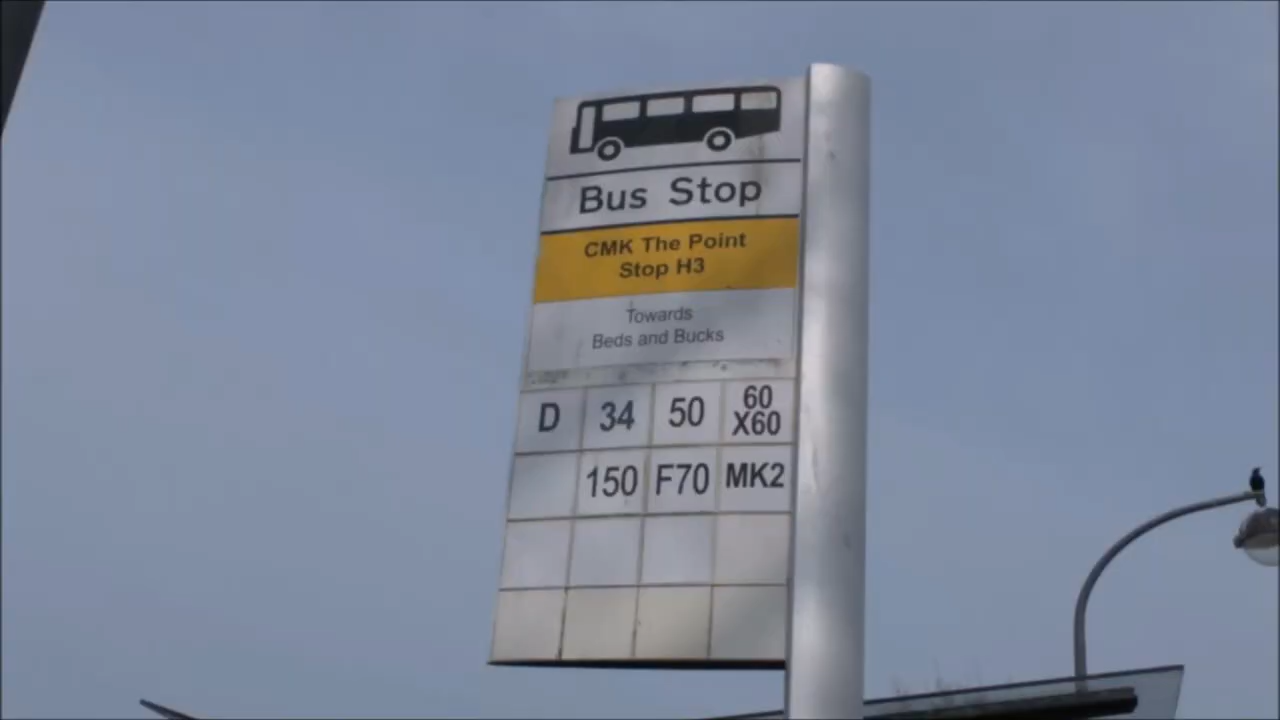 Bus Stop
CMK The Point
Stop H3
Towards
Beds and Bucks
D 34 50 60 X60
150 F70 MK2